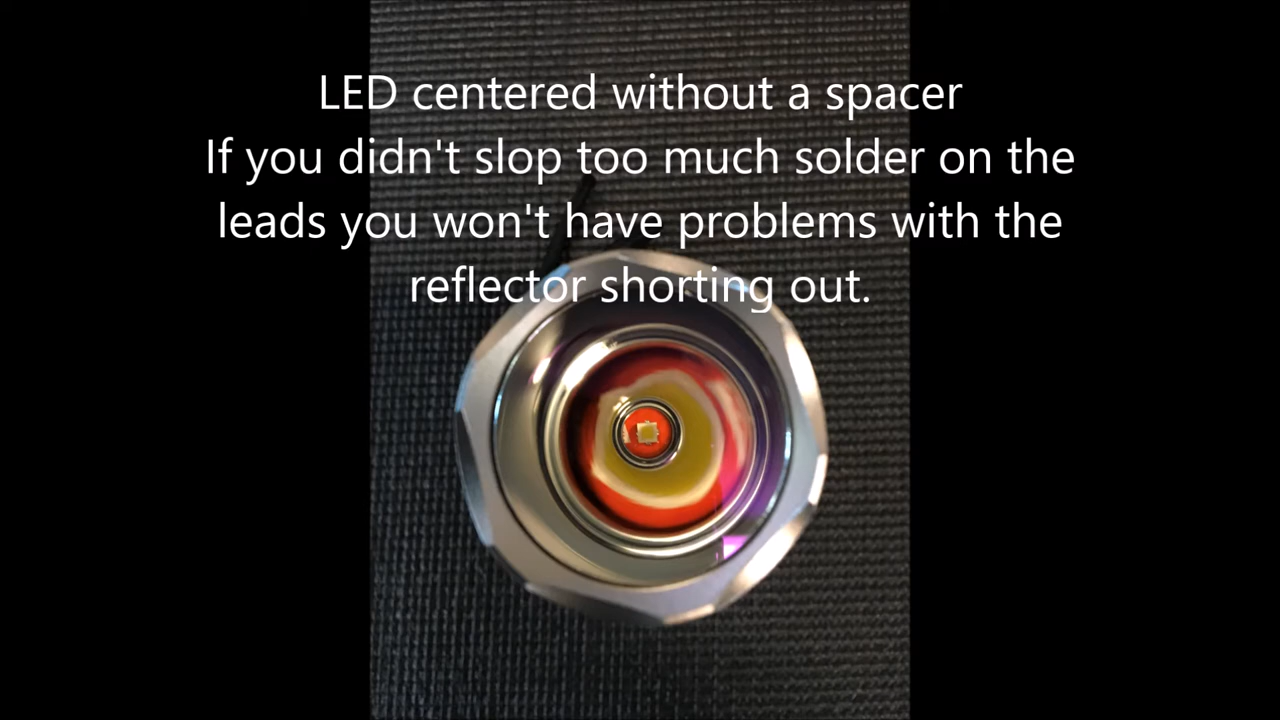 LED centered without a spacer
If you didn't slop too much solder on the
leads you won't have problems with the
reflector shorting out.